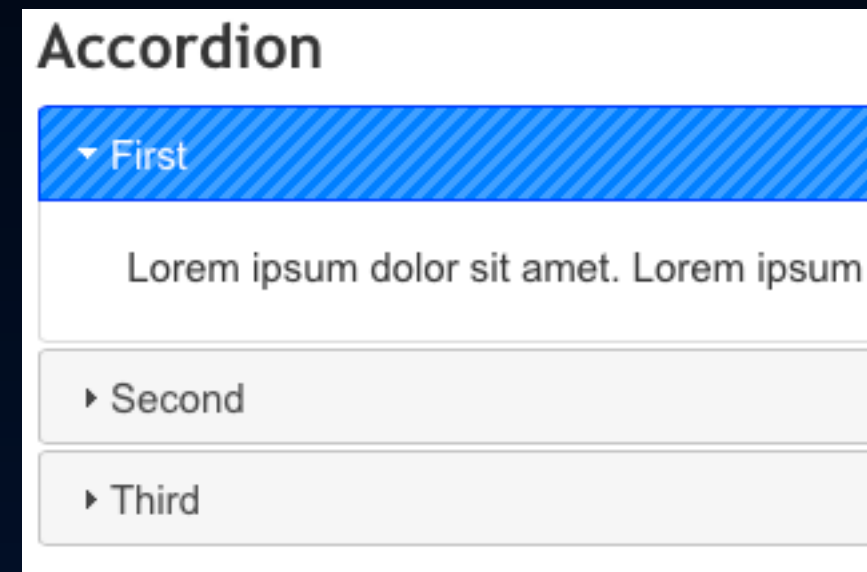 Accordion
First
Lorem ipsum dolor sit amet. Lorem ipsum
Second
Third